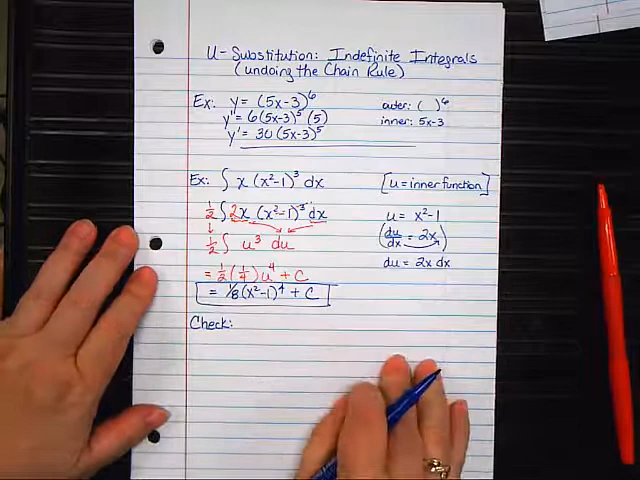 U-Substitution: Indefinite Integrals
(undoing the Chain Rule)
Ex: y = (5x-3)⁶
outer: ( )⁶
y' = 6(5x-3)⁵ (5)
inner: 5x-3
y' = 30(5x-3)⁵
Ex: ∫ x (x²-1)³ dx
[u = inner function]
½ ∫ 2x (x²-1)³ dx
u = x²-1
↓
(du/dx = 2x)
½ ∫ u³ du
du = 2x dx
= ½(¼)u⁴ + C
= ⅛(x²-1)⁴ + C
Check: